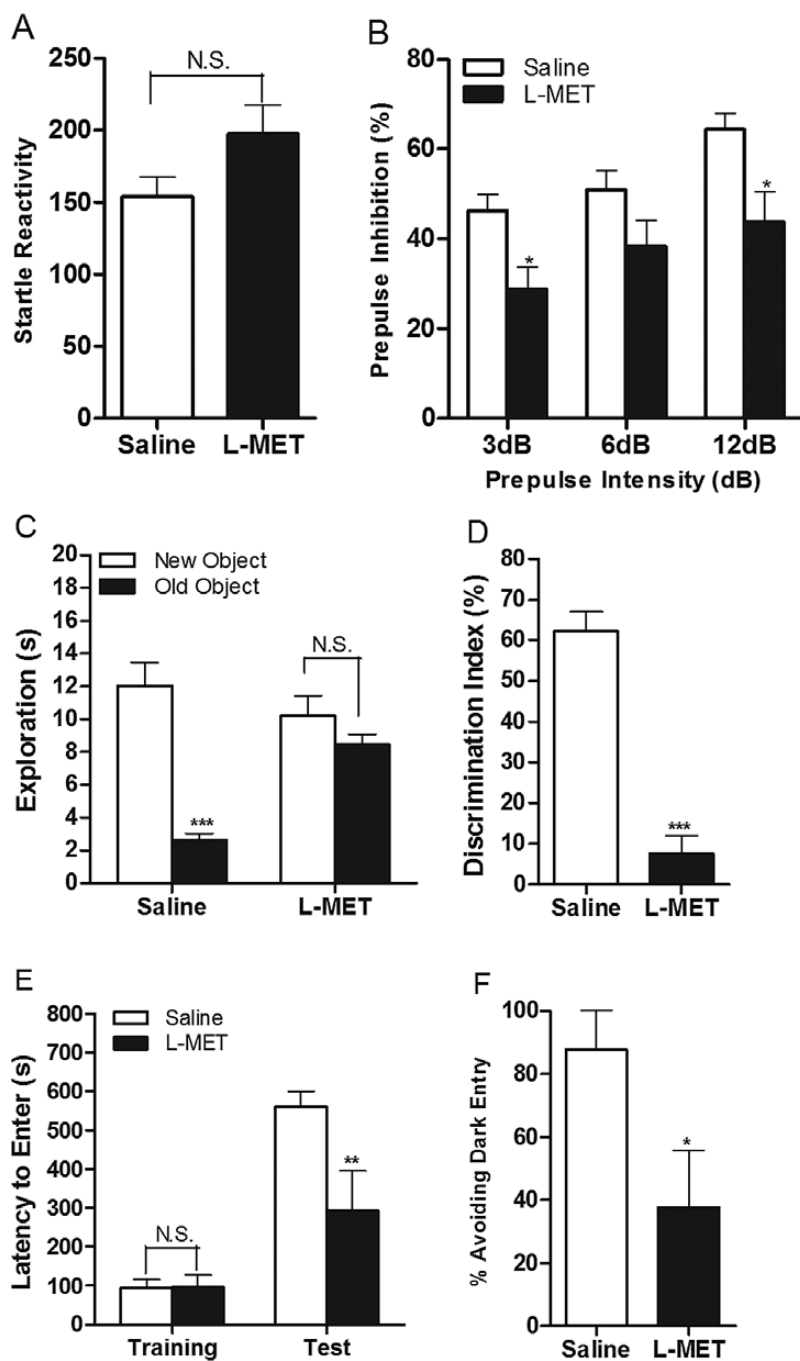 A
N.S.
250
200
150
100
50
0
Startle Reactivity
Saline L-MET
B
Saline
L-MET
80
60
40
20
0
Prepulse Inhibition (%)
*
*
3dB 6dB 12dB
Prepulse Intensity (dB)
C
New Object
Old Object
20
18
16
14
12
10
8
6
4
2
0
Exploration (s)
***
N.S.
Saline L-MET
D
80
70
60
50
40
30
20
10
0
Discrimination Index (%)
***
Saline L-MET
E
Saline
L-MET
800
700
600
500
400
300
200
100
0
Latency to Enter (s)
N.S.
**
Training Test
F
100
80
60
40
20
0
% Avoiding Dark Entry
*
Saline L-MET